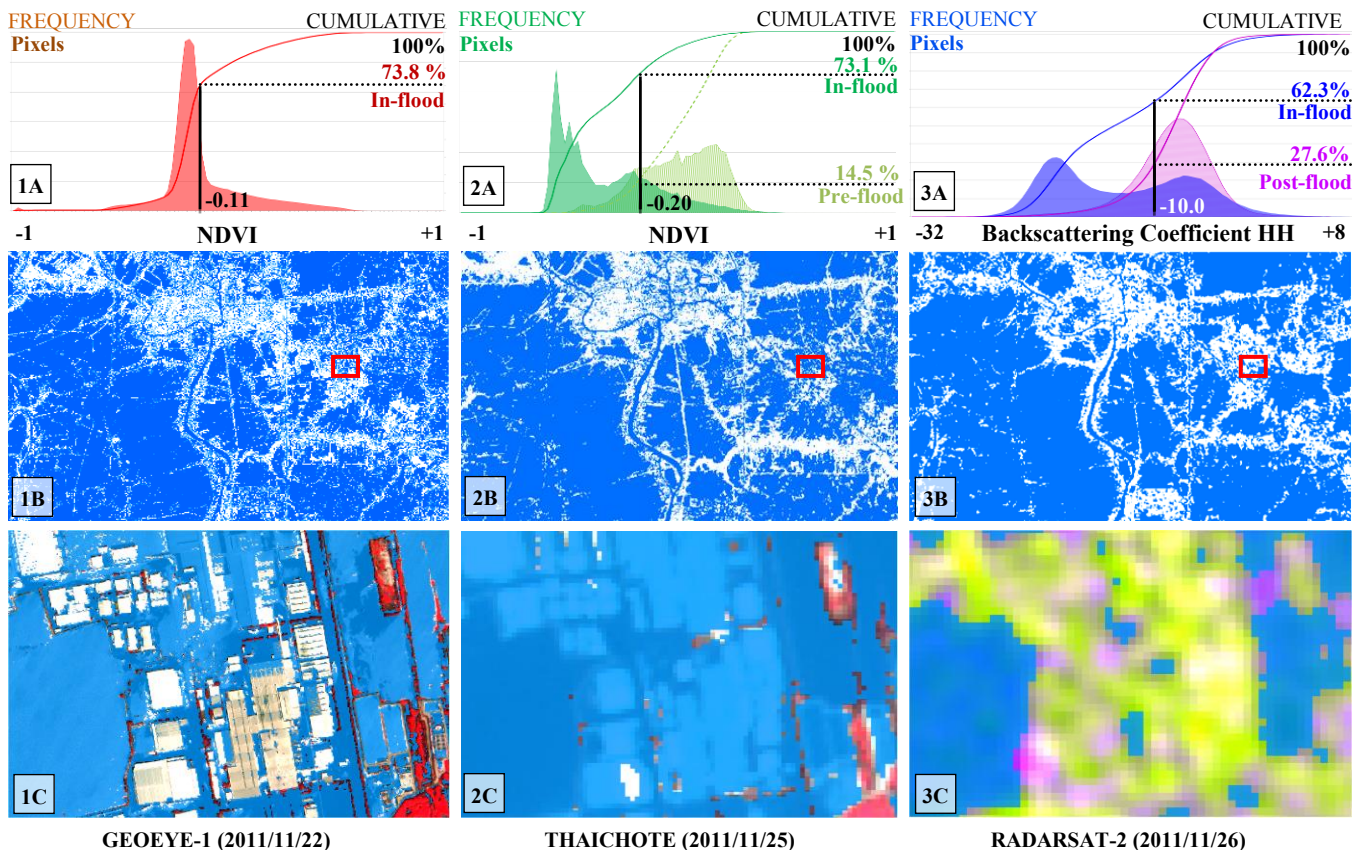 FREQUENCY CUMULATIVE
Pixels 100%
73.8 %
In-flood
1A
-0.11
-1 NDVI +1
FREQUENCY CUMULATIVE
Pixels 100%
73.1%
In-flood
14.5 %
Pre-flood
2A
-0.20
-1 NDVI +1
FREQUENCY CUMULATIVE
Pixels 100%
62.3%
In-flood
27.6%
Post-flood
3A
-10.0
-32 Backscattering Coefficient HH +8
1B
2B
3B
1C
2C
3C
GEOEYE-1 (2011/11/22)
THAICHOTE (2011/11/25)
RADARSAT-2 (2011/11/26)